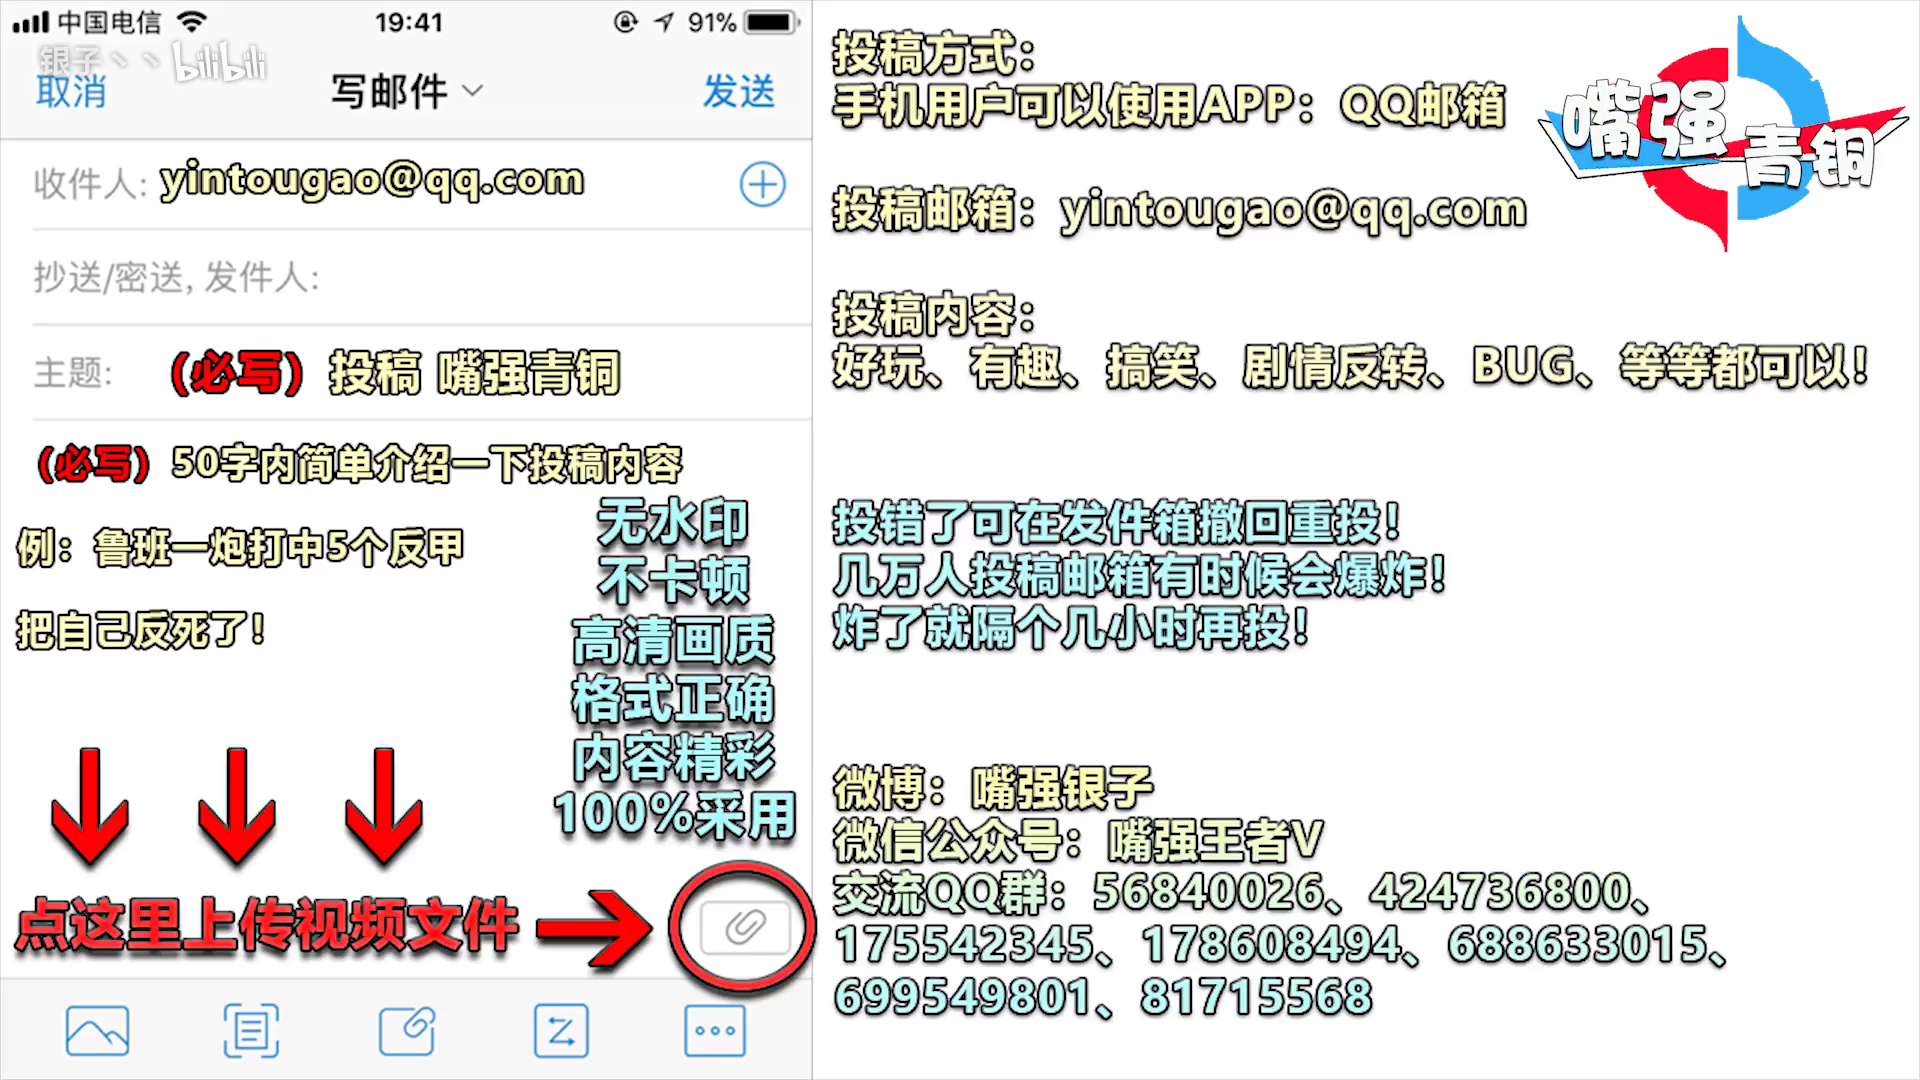 中国电信
19:41
91%
银子丶丶 bilibili
取消
写邮件
发送
收件人: yintougao@qq.com
抄送/密送, 发件人:
主题: （必写）投稿 嘴强青铜
（必写）50字内简单介绍一下投稿内容
例：鲁班一炮打中5个反甲
把自己反死了！
无水印
不卡顿
高清画质
格式正确
内容精彩
100%采用
点这里上传视频文件
投稿方式：
手机用户可以使用APP：QQ邮箱
投稿邮箱：yintougao@qq.com
投稿内容：
好玩、有趣、搞笑、剧情反转、BUG、等等都可以！
投错了可在发件箱撤回重投！
几万人投稿邮箱有时候会爆炸！
炸了就隔个几小时再投！
微博：嘴强银子
微信公众号：嘴强王者V
交流QQ群：56840026、424736800、
175542345、178608494、688633015、
699549801、81715568
嘴强青铜